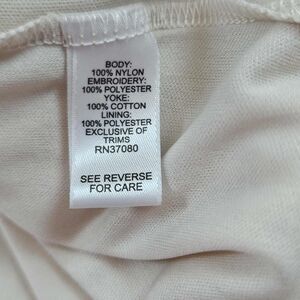 BODY:
100% NYLON
EMBROIDERY:
100% POLYESTER
YOKE:
100% COTTON
LINING:
100% POLYESTER
EXCLUSIVE OF
TRIMS
RN37080
SEE REVERSE
FOR CARE